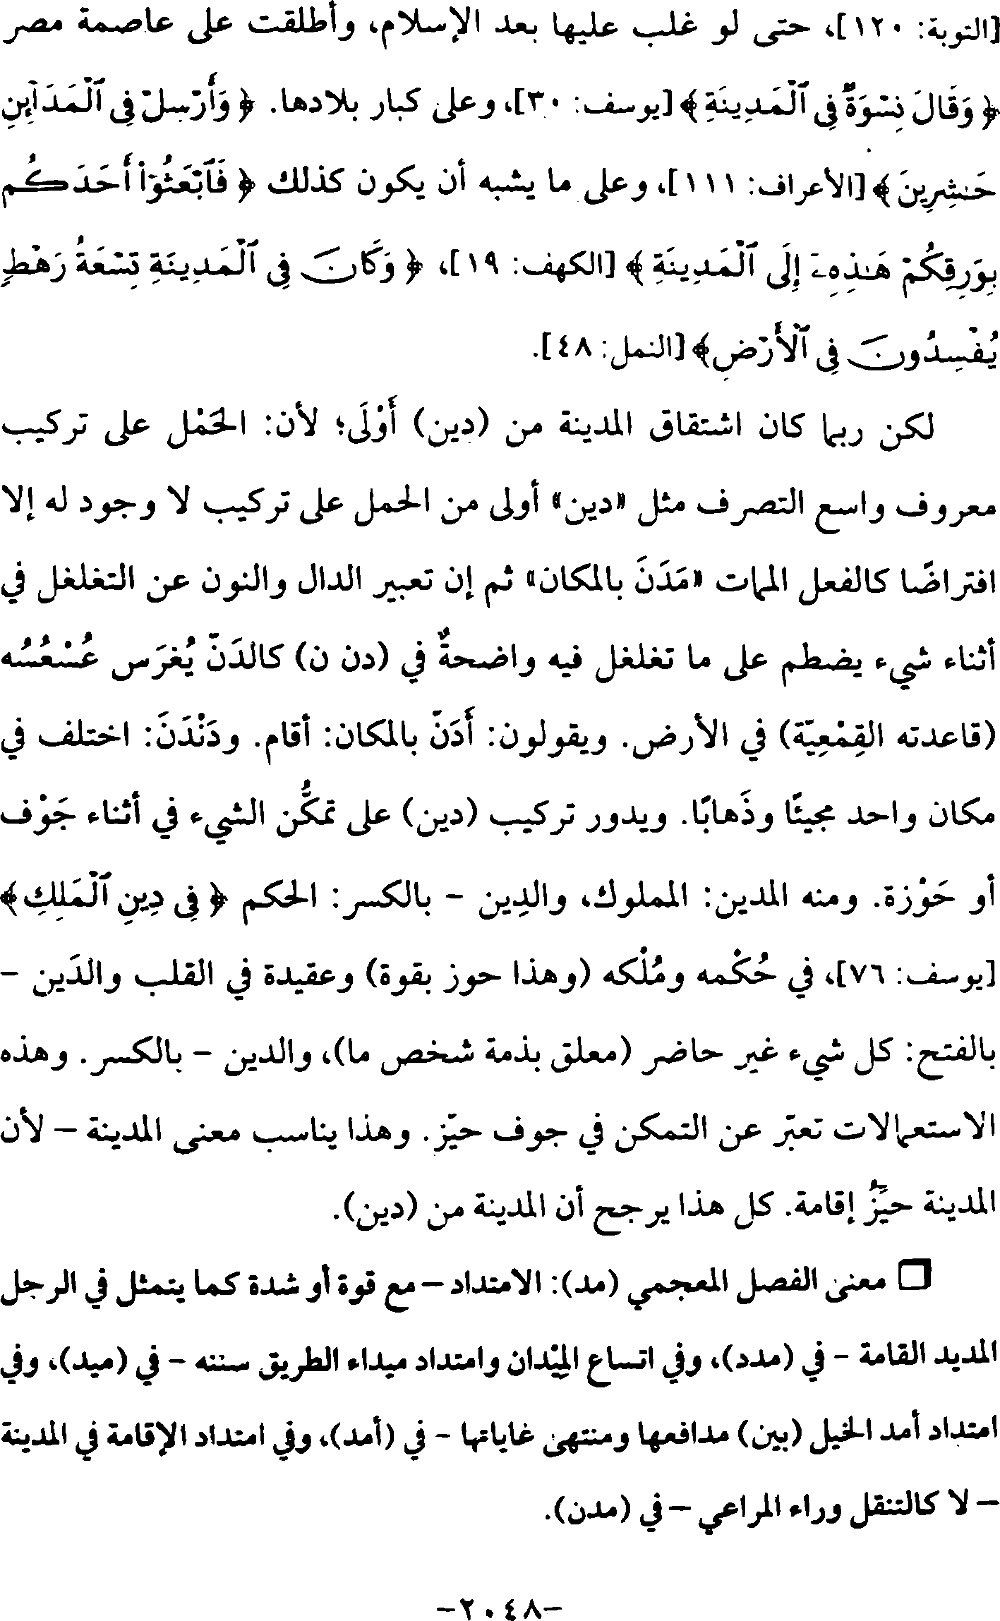 [التوبة: ١٢٠]، حتى لو غلب عليها بعد الإسلام، وأطلقت على عاصمة مصر
﴿ وَقَالَ نِسْوَةٌ فِي ٱلْمَدِينَةِ ﴾ [يوسف: ٣٠]، وعلى كبار بلادها. ﴿ وَأَرْسِلْ فِي ٱلْمَدَآئِنِ
حَـٰشِرِينَ ﴾ [الأعراف: ١١١]، وعلى ما يشبه أن يكون كذلك ﴿ فَٱبْعَثُوٓا۟ أَحَدَكُم
بِوَرِقِكُمْ هَـٰذِهِۦٓ إِلَى ٱلْمَدِينَةِ ﴾ [الكهف: ١٩]، ﴿ وَكَانَ فِي ٱلْمَدِينَةِ تِسْعَةُ رَهْطٍ
يُفْسِدُونَ فِي ٱلْأَرْضِ ﴾ [النمل: ٤٨].
لكن ربما كان اشتقاق المدينة من (دين) أَوْلَى؛ لأن: الحَمْل على تركيب
معروف واسع التصرف مثل «دين» أولى من الحمل على تركيب لا وجود له إلا
افتراضًا كالفعل الممات «مَدَنَ بالمكان» ثم إن تعبير الدال والنون عن التغلغل في
أثناء شيء يضطم على ما تغلغل فيه واضحةٌ في (دن ن) كالدَنّ يُغرَس عُسْعُسُه
(قاعدته القِمْعِيّة) في الأرض. ويقولون: أَدَنّ بالمكان: أقام. ودَنْدَنَ: اختلف في
مكان واحد مجيئًا وذَهابًا. ويدور تركيب (دين) على تمكُّن الشيء في أثناء جَوْف
أو حَوْزة. ومنه المدين: المملوك، والدِين - بالكسر: الحكم ﴿ فِي دِينِ ٱلْمَلِكِ ﴾
[يوسف: ٧٦]، في حُكْمه ومُلْكه (وهذا حوز بقوة) وعقيدة في القلب والدَين -
بالفتح: كل شيء غير حاضر (معلق بذمة شخص ما)، والدين - بالكسر. وهذه
الاستعمالات تعبّر عن التمكن في جوف حيّز. وهذا يناسب معنى المدينة – لأن
المدينة حيِّزُ إقامة. كل هذا يرجح أن المدينة من (دين).
❒ معنى الفصل المعجمي (مد): الامتداد – مع قوة أو شدة كما يتمثل في الرجل
المديد القامة - في (مدد)، وفي اتساع المِيْدان وامتداد ميداء الطريق سننه - في (ميد)، وفي
امتداد أمد الخيل (بين) مدافعها ومنتهى غاياتها - في (أمد)، وفي امتداد الإقامة في المدينة
– لا كالتنقل وراء المراعي – في (مدن).
-٢٠٤٨-